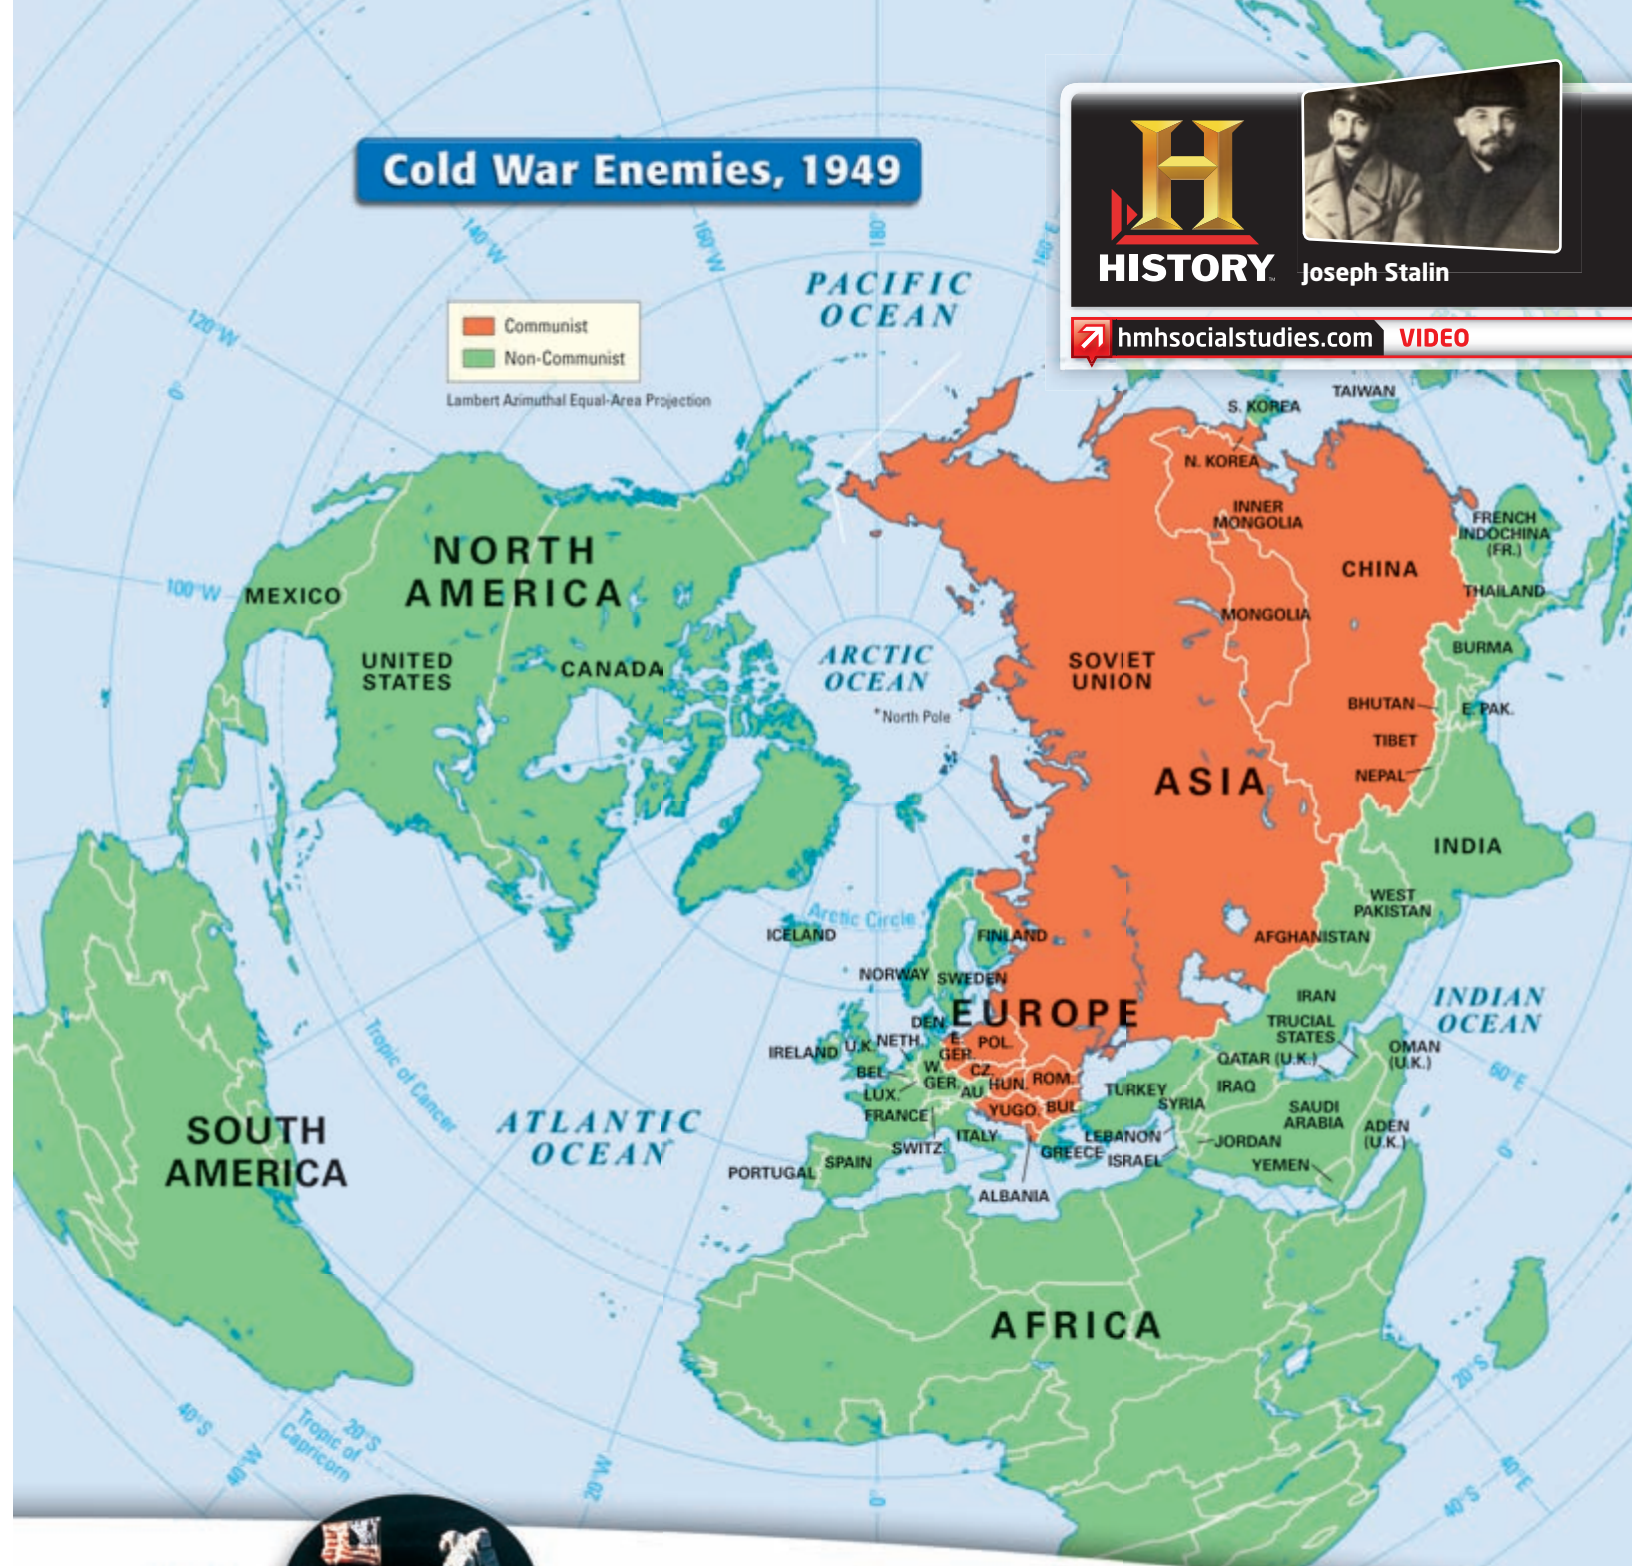 Cold War Enemies, 1949
HISTORY
Joseph Stalin
hmhsocialstudies.com VIDEO
Communist
Non-Communist
Lambert Azimuthal Equal-Area Projection
140°W
160°W
180°
160°E
120°W
0°
100°W
PACIFIC
OCEAN
TAIWAN
S. KOREA
N. KOREA
INNER
MONGOLIA
FRENCH
INDOCHINA
(FR.)
CHINA
THAILAND
MONGOLIA
BURMA
NORTH
AMERICA
MEXICO
UNITED
STATES
CANADA
ARCTIC
OCEAN
*North Pole
SOVIET
UNION
BHUTAN
E. PAK.
TIBET
NEPAL
ASIA
INDIA
WEST
PAKISTAN
AFGHANISTAN
Arctic Circle
ICELAND
FINLAND
NORWAY
SWEDEN
EUROPE
IRAN
INDIAN
OCEAN
DEN.
TRUCIAL
STATES
OMAN
(U.K.)
QATAR (U.K.)
60°E
IRELAND
U.K.
NETH.
E.
GER.
POL.
BEL.
W.
GER.
CZ.
LUX.
AU.
HUN.
ROM.
FRANCE
YUGO.
BUL.
TURKEY
SYRIA
IRAQ
SAUDI
ARABIA
ADEN
(U.K.)
SWITZ.
ITALY
GREECE
LEBANON
ISRAEL
JORDAN
YEMEN
PORTUGAL
SPAIN
ALBANIA
0°
Tropic of Cancer
ATLANTIC
OCEAN
SOUTH
AMERICA
AFRICA
20°S
40°S
40°W
Tropic of
Capricorn
20°S
20°W
0°
40°S
40°E